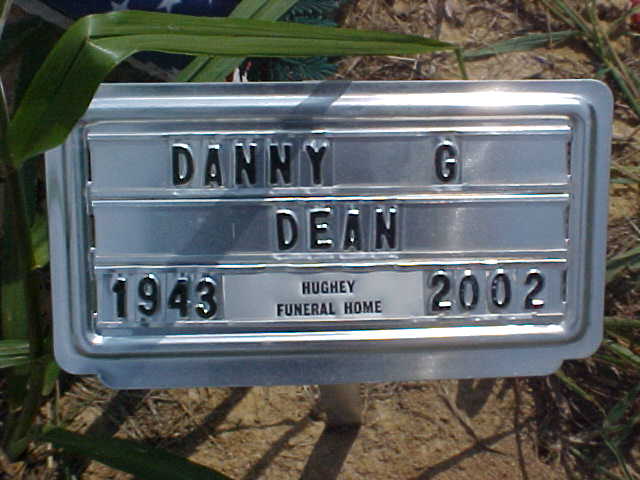 DANNY G
DEAN
1943 HUGHEY FUNERAL HOME 2002